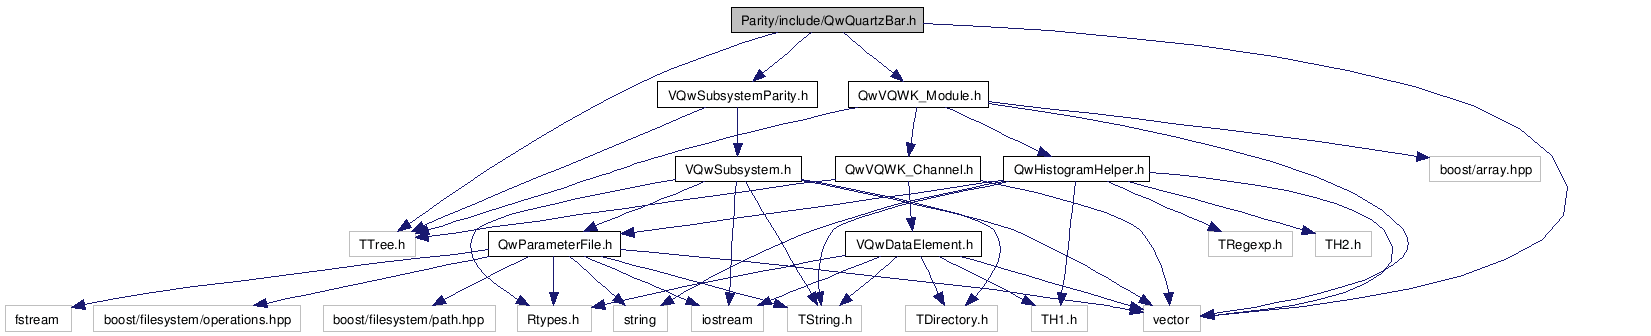 Parity/include/QwQuartzBar.h
VQwSubsystemParity.h
QwVQWK_Module.h
VQwSubsystem.h
QwVQWK_Channel.h
QwHistogramHelper.h
boost/array.hpp
TTree.h
QwParameterFile.h
VQwDataElement.h
TRegexp.h
TH2.h
fstream
boost/filesystem/operations.hpp
boost/filesystem/path.hpp
Rtypes.h
string
iostream
TString.h
TDirectory.h
TH1.h
vector